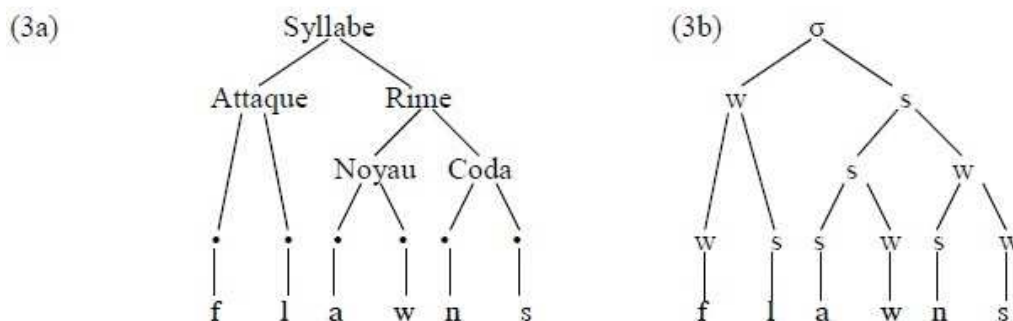 (3a) Syllabe (3b) σ
Attaque Rime w s
Noyau Coda s w
• • • • • • w s s w s w
f l a w n s f l a w n s